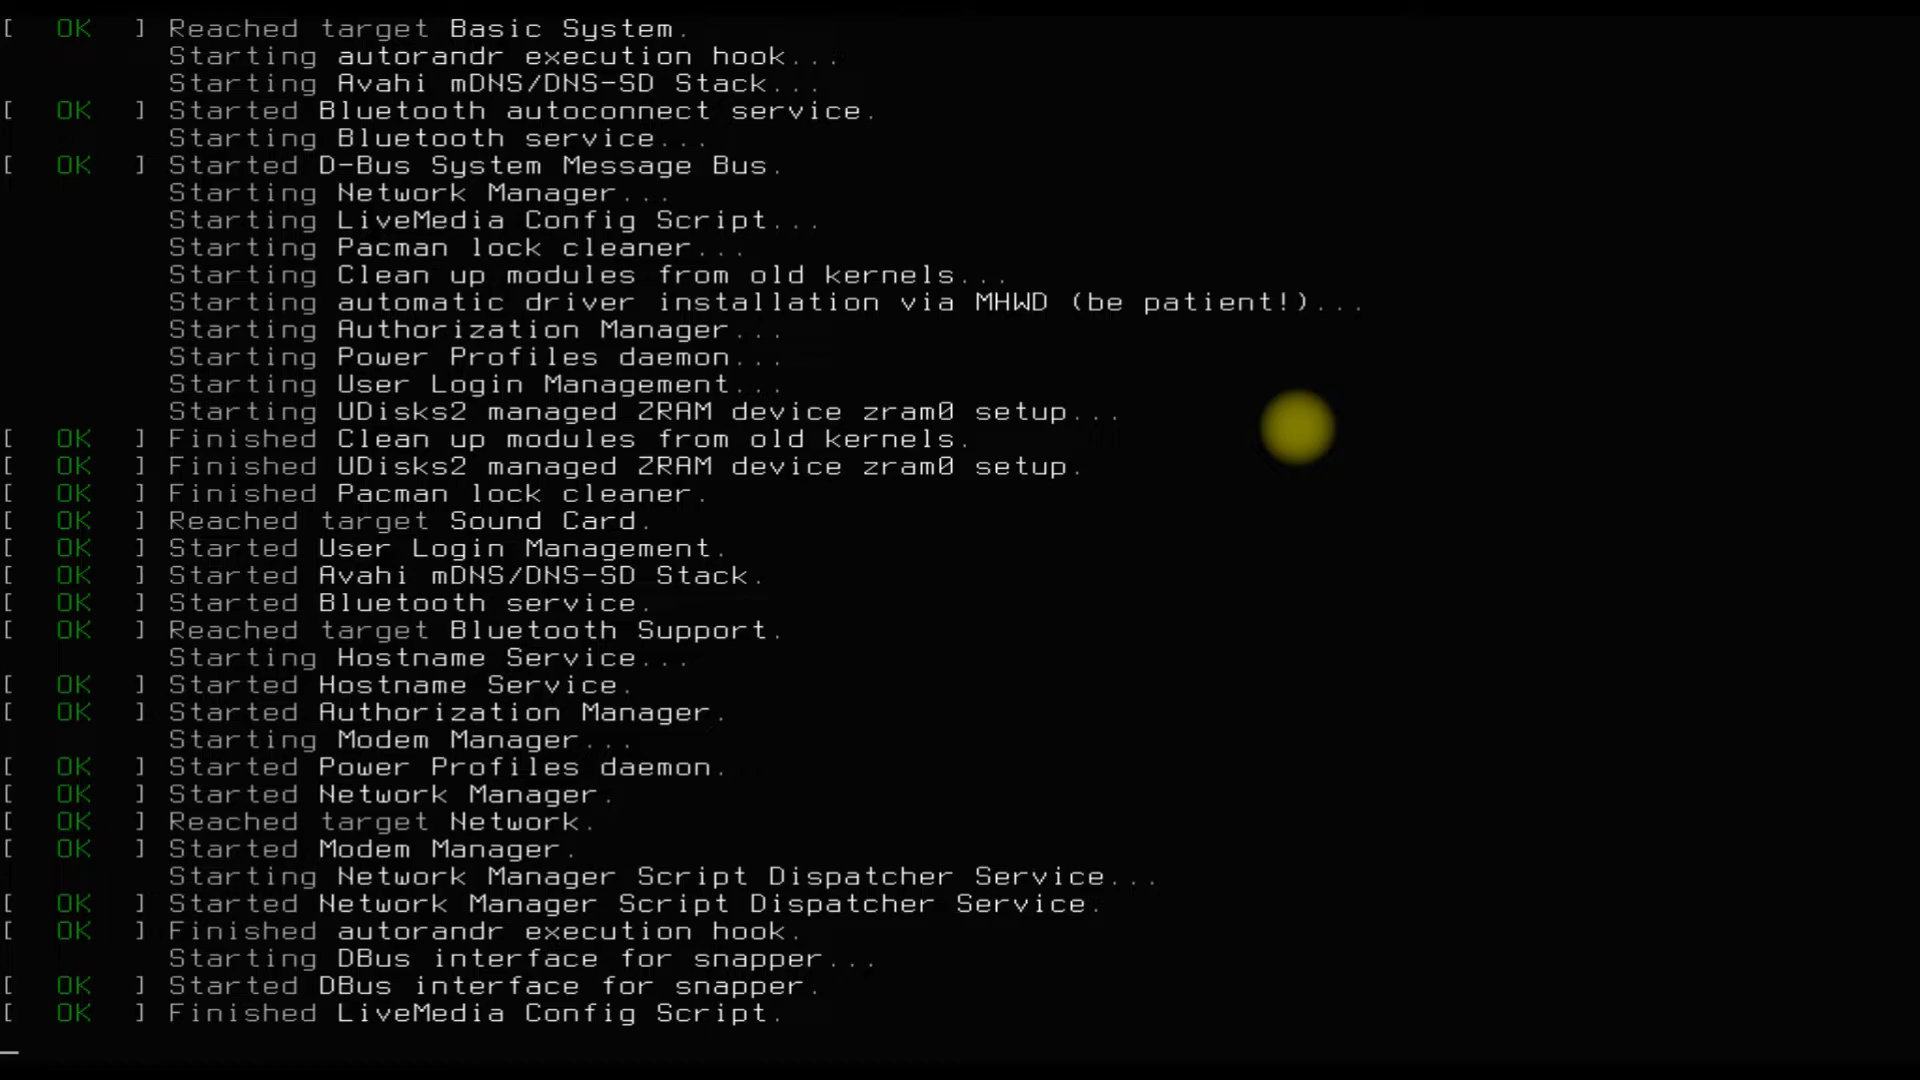 [ OK ] Reached target Basic System.
Starting autorandr execution hook...
Starting Avahi mDNS/DNS-SD Stack...
[ OK ] Started Bluetooth autoconnect service.
Starting Bluetooth service...
[ OK ] Started D-Bus System Message Bus.
Starting Network Manager...
Starting LiveMedia Config Script...
Starting Pacman lock cleaner...
Starting Clean up modules from old kernels...
Starting automatic driver installation via MHWD (be patient!)...
Starting Authorization Manager...
Starting Power Profiles daemon...
Starting User Login Management...
Starting UDisks2 managed ZRAM device zram0 setup...
[ OK ] Finished Clean up modules from old kernels.
[ OK ] Finished UDisks2 managed ZRAM device zram0 setup.
[ OK ] Finished Pacman lock cleaner.
[ OK ] Reached target Sound Card.
[ OK ] Started User Login Management.
[ OK ] Started Avahi mDNS/DNS-SD Stack.
[ OK ] Started Bluetooth service.
[ OK ] Reached target Bluetooth Support.
Starting Hostname Service...
[ OK ] Started Hostname Service.
[ OK ] Started Authorization Manager.
Starting Modem Manager...
[ OK ] Started Power Profiles daemon.
[ OK ] Started Network Manager.
[ OK ] Reached target Network.
[ OK ] Started Modem Manager.
Starting Network Manager Script Dispatcher Service...
[ OK ] Started Network Manager Script Dispatcher Service.
[ OK ] Finished autorandr execution hook.
Starting DBus interface for snapper...
[ OK ] Started DBus interface for snapper.
[ OK ] Finished LiveMedia Config Script.